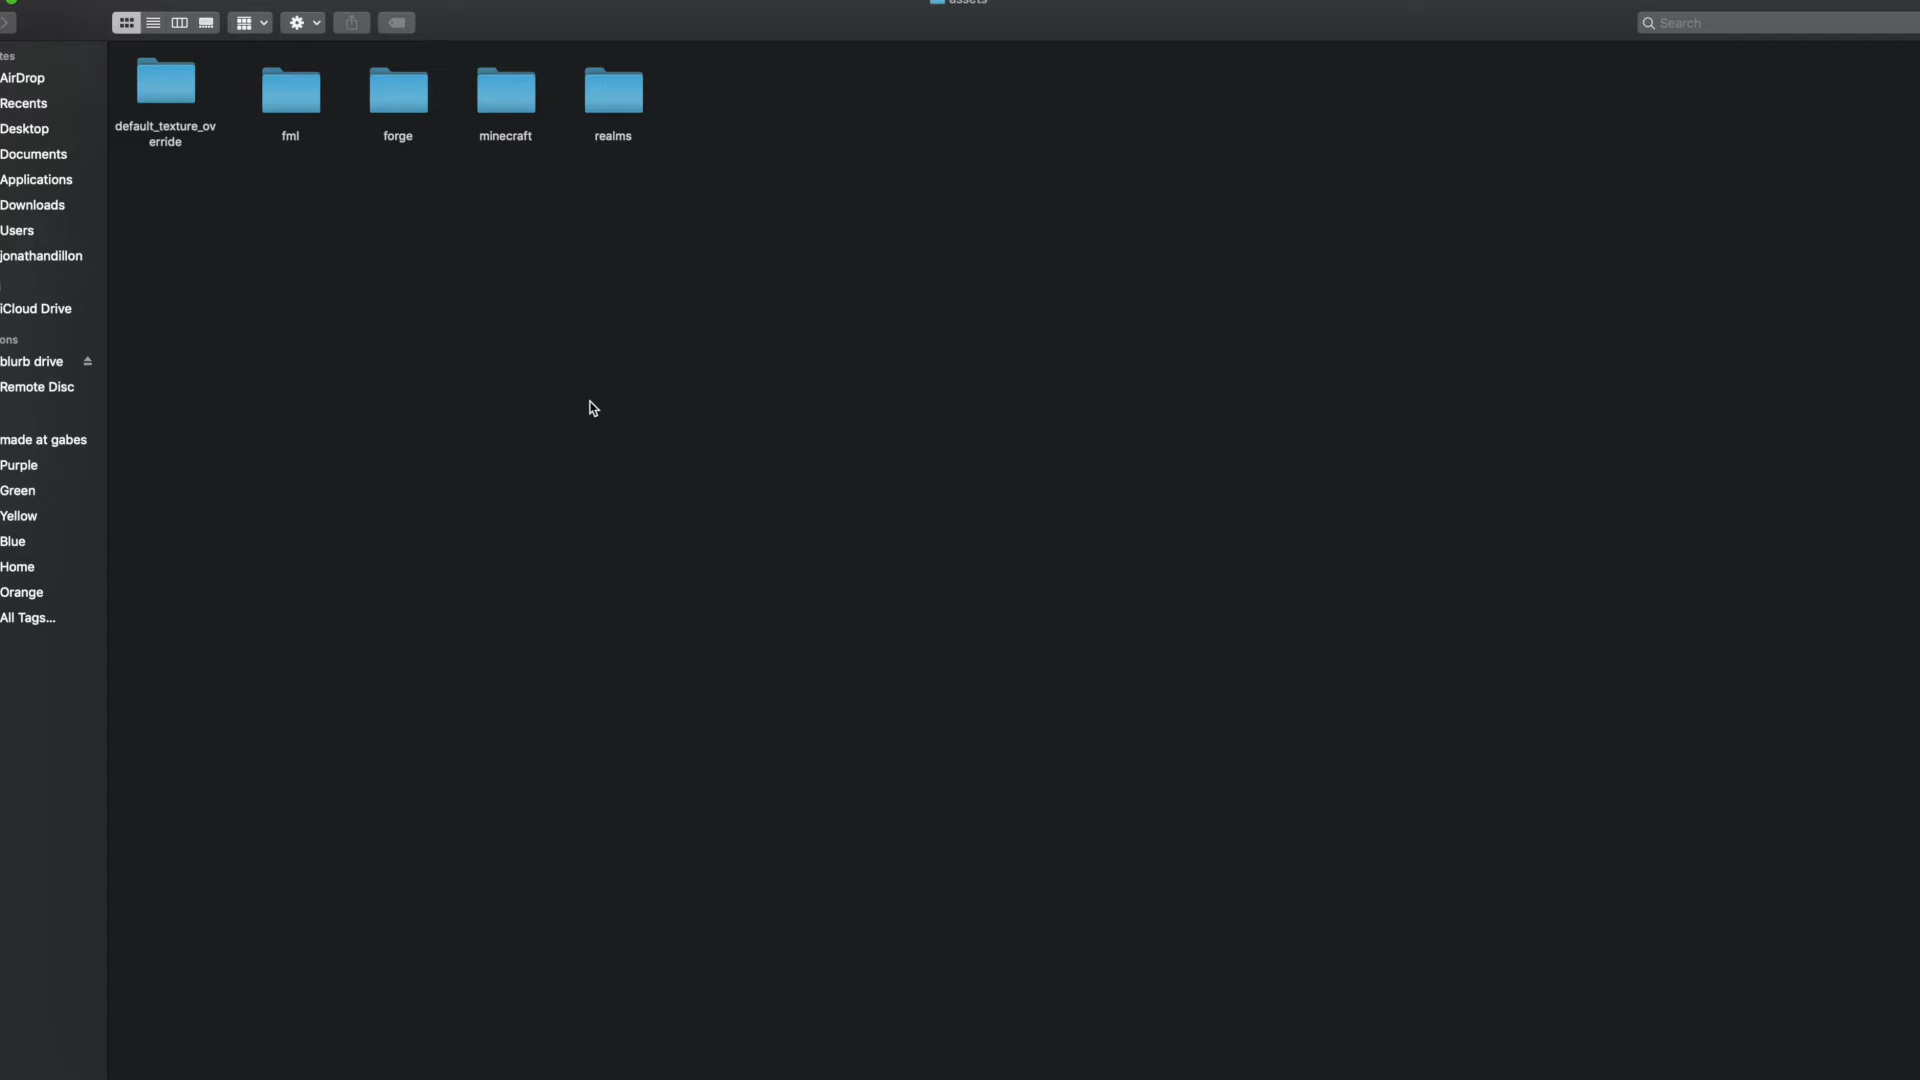 assets
Search
tes
AirDrop
Recents
Desktop
Documents
Applications
Downloads
Users
jonathandillon
iCloud Drive
ons
blurb drive
Remote Disc
made at gabes
Purple
Green
Yellow
Blue
Home
Orange
All Tags...
default_texture_ov
erride
fml
forge
minecraft
realms